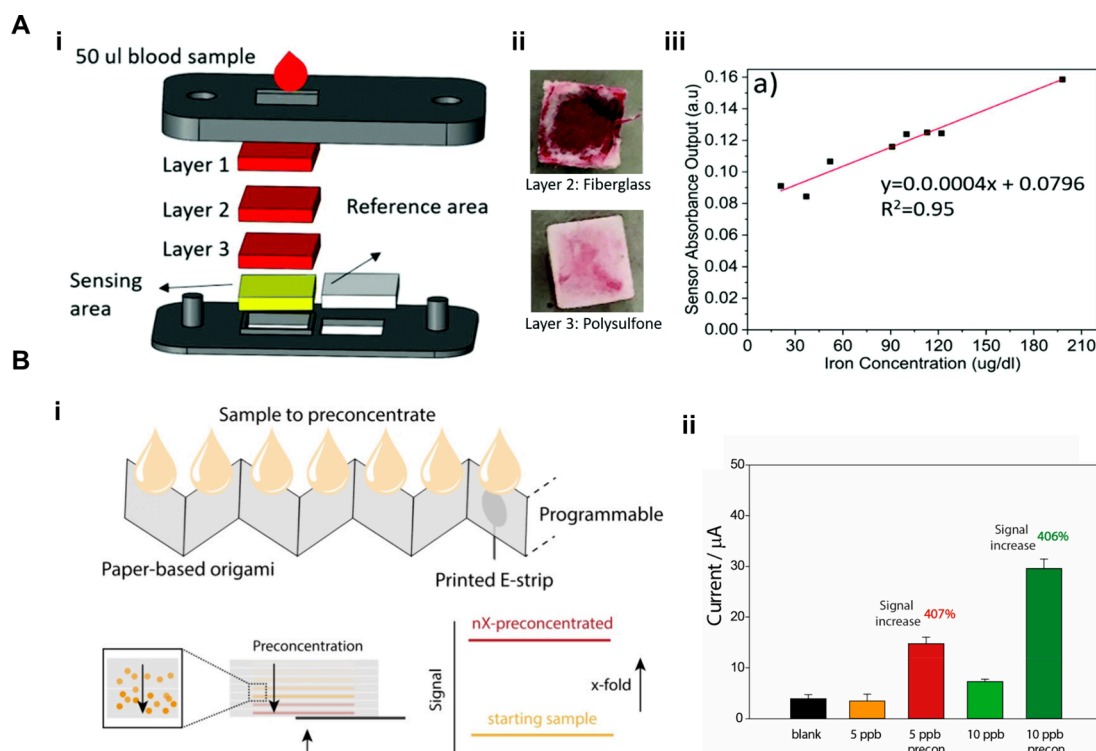 A
i
50 ul blood sample
Layer 1
Layer 2
Layer 3
Reference area
Sensing
area
ii
Layer 2: Fiberglass
Layer 3: Polysulfone
iii
a)
Sensor Absorbance Output (a.u)
0.16
0.14
0.12
0.10
0.08
0.06
0.04
0.02
0.00
y=0.0.0004x + 0.0796
R²=0.95
0 30 60 90 120 150 180 210
Iron Concentration (ug/dl)
B
i
Sample to preconcentrate
Programmable
Paper-based origami
Printed E-strip
Preconcentration
Signal
nX-preconcentrated
x-fold
starting sample
ii
Current / µA
50
40
30
20
10
0
Signal
increase 407%
Signal
increase 406%
blank 5 ppb 5 ppb 10 ppb 10 ppb
precon precon